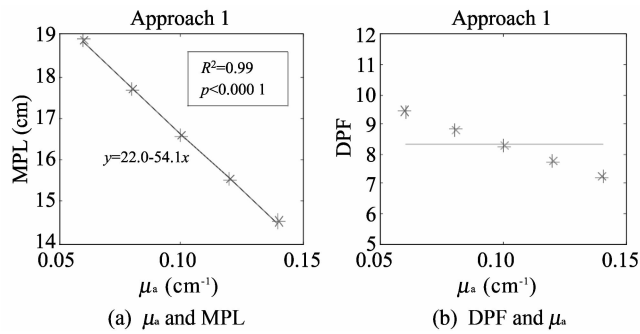 Approach 1
19
18
17
16
15
14
MPL (cm)
R²=0.99
p<0.000 1
y=22.0-54.1x
0.05
0.10
0.15
μₐ (cm⁻¹)
(a) μₐ and MPL
Approach 1
12
11
10
9
8
7
6
5
DPF
0.05
0.10
0.15
μₐ (cm⁻¹)
(b) DPF and μₐ